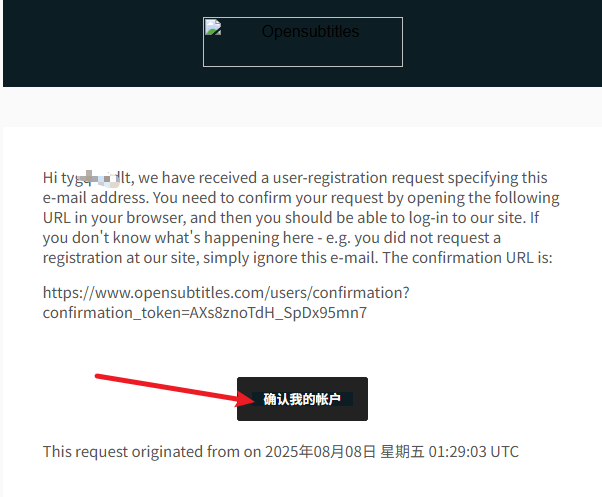 Opensubtitles
Hi, we have received a user-registration request specifying this
e-mail address. You need to confirm your request by opening the following
URL in your browser, and then you should be able to log-in to our site. If
you don't know what's happening here - e.g. you did not request a
registration at our site, simply ignore this e-mail. The confirmation URL is:
https://www.opensubtitles.com/users/confirmation?
confirmation_token=AXs8znoTdH_SpDx95mn7
确认我的帐户
This request originated from on 2025年08月08日 星期五 01:29:03 UTC